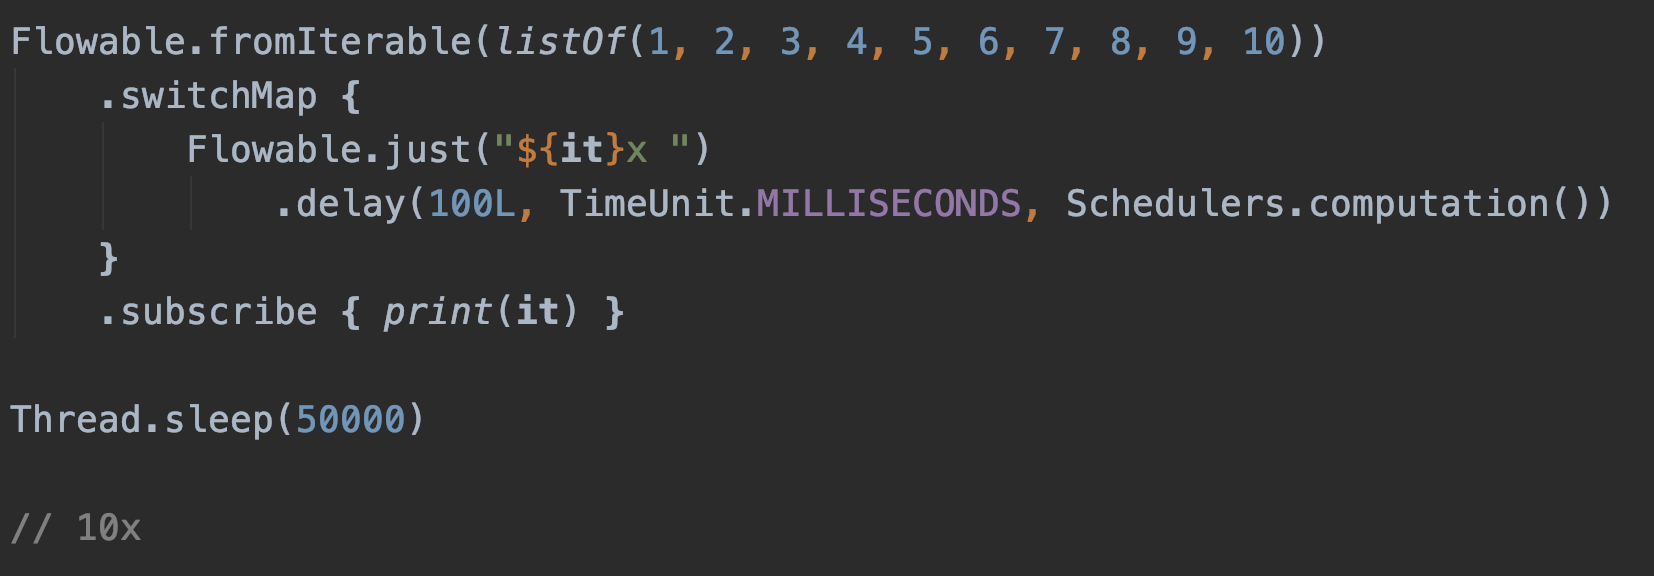 Flowable.fromIterable(listOf(1, 2, 3, 4, 5, 6, 7, 8, 9, 10))
.switchMap {
Flowable.just("${it}x ")
.delay(100L, TimeUnit.MILLISECONDS, Schedulers.computation())
}
.subscribe { print(it) }
Thread.sleep(50000)
// 10x